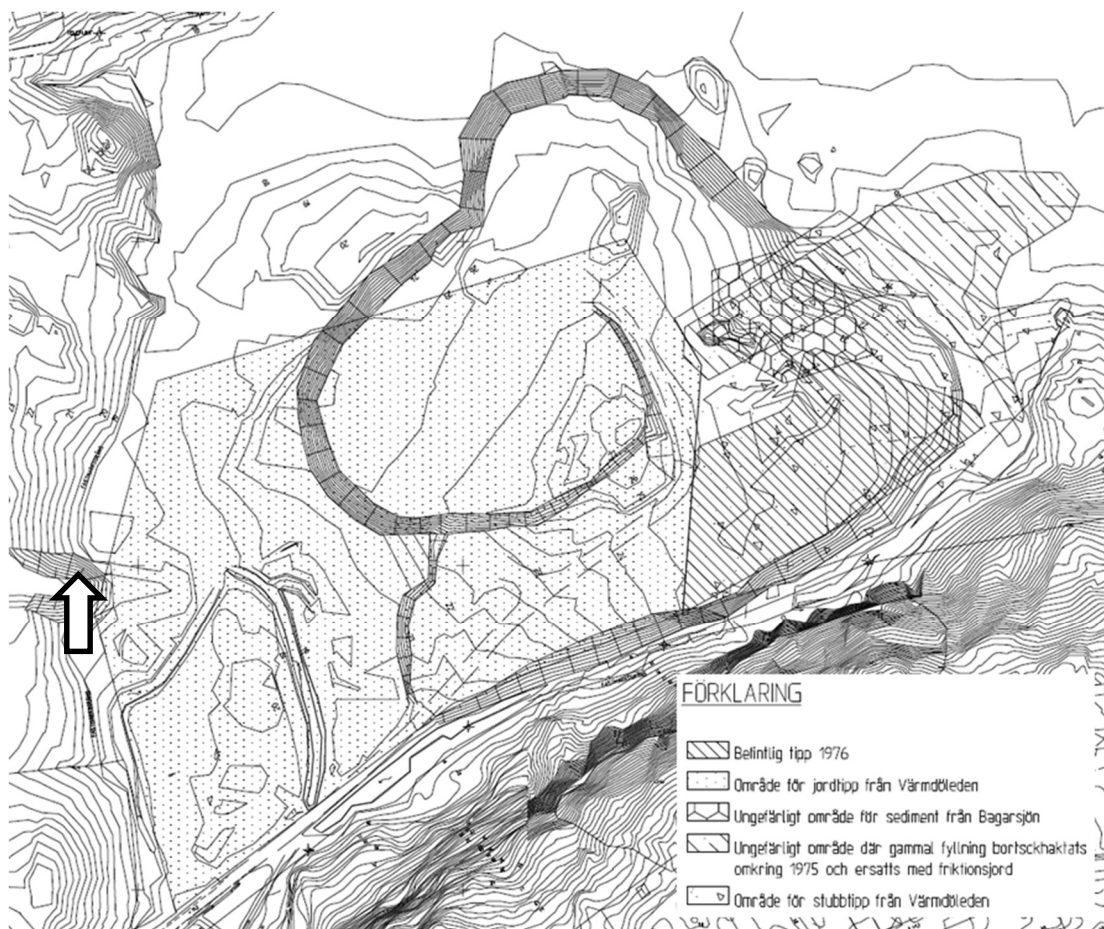 FÖRKLARING
Befintlig tipp 1976
Område för jordtipp från Värmdöleden
Ungefärligt område för sediment från Bagarsjön
Ungefärligt område där gammal fyllning bortsckhaktats
omkring 1975 och ersatts med friktionsjord
Område för stubbtipp från Värmdöleden